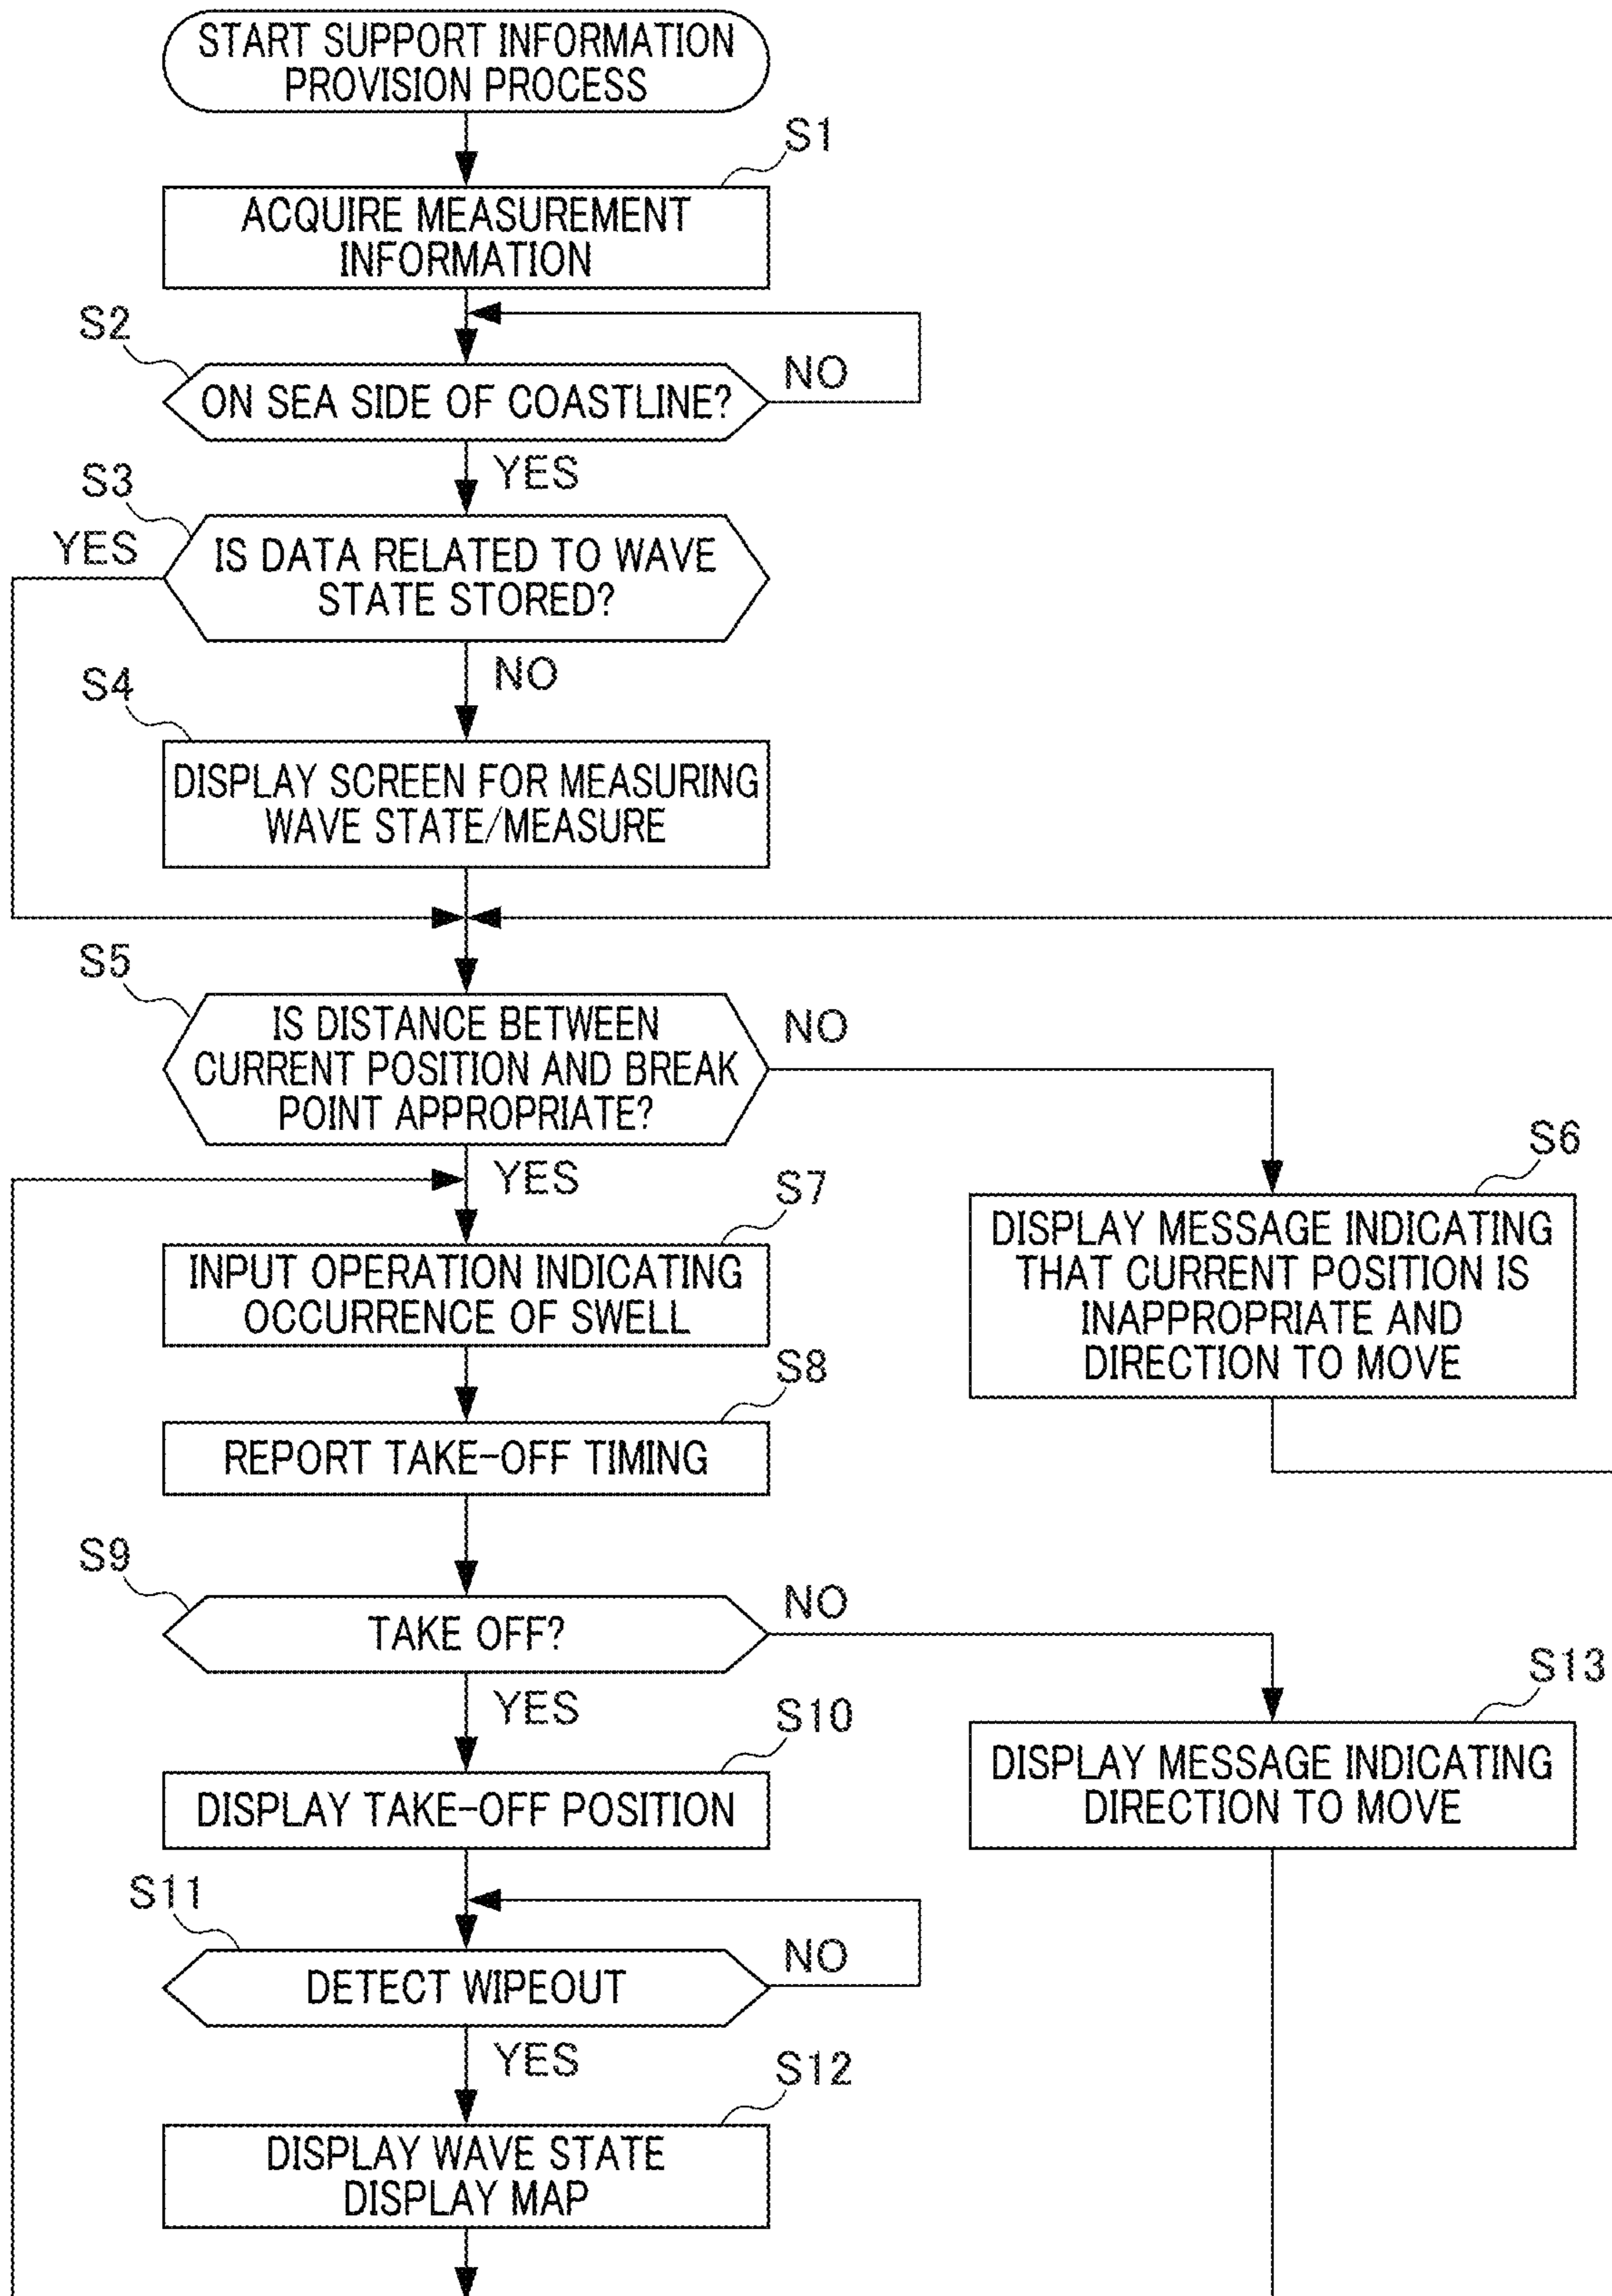 START SUPPORT INFORMATION
PROVISION PROCESS
S1
ACQUIRE MEASUREMENT
INFORMATION
S2
ON SEA SIDE OF COASTLINE?
NO
YES
S3
YES
IS DATA RELATED TO WAVE
STATE STORED?
NO
S4
DISPLAY SCREEN FOR MEASURING
WAVE STATE/MEASURE
S5
IS DISTANCE BETWEEN
CURRENT POSITION AND BREAK
POINT APPROPRIATE?
NO
YES
S6
DISPLAY MESSAGE INDICATING
THAT CURRENT POSITION IS
INAPPROPRIATE AND
DIRECTION TO MOVE
S7
INPUT OPERATION INDICATING
OCCURRENCE OF SWELL
S8
REPORT TAKE-OFF TIMING
S9
TAKE OFF?
NO
YES
S13
DISPLAY MESSAGE INDICATING
DIRECTION TO MOVE
S10
DISPLAY TAKE-OFF POSITION
S11
DETECT WIPEOUT
NO
YES
S12
DISPLAY WAVE STATE
DISPLAY MAP